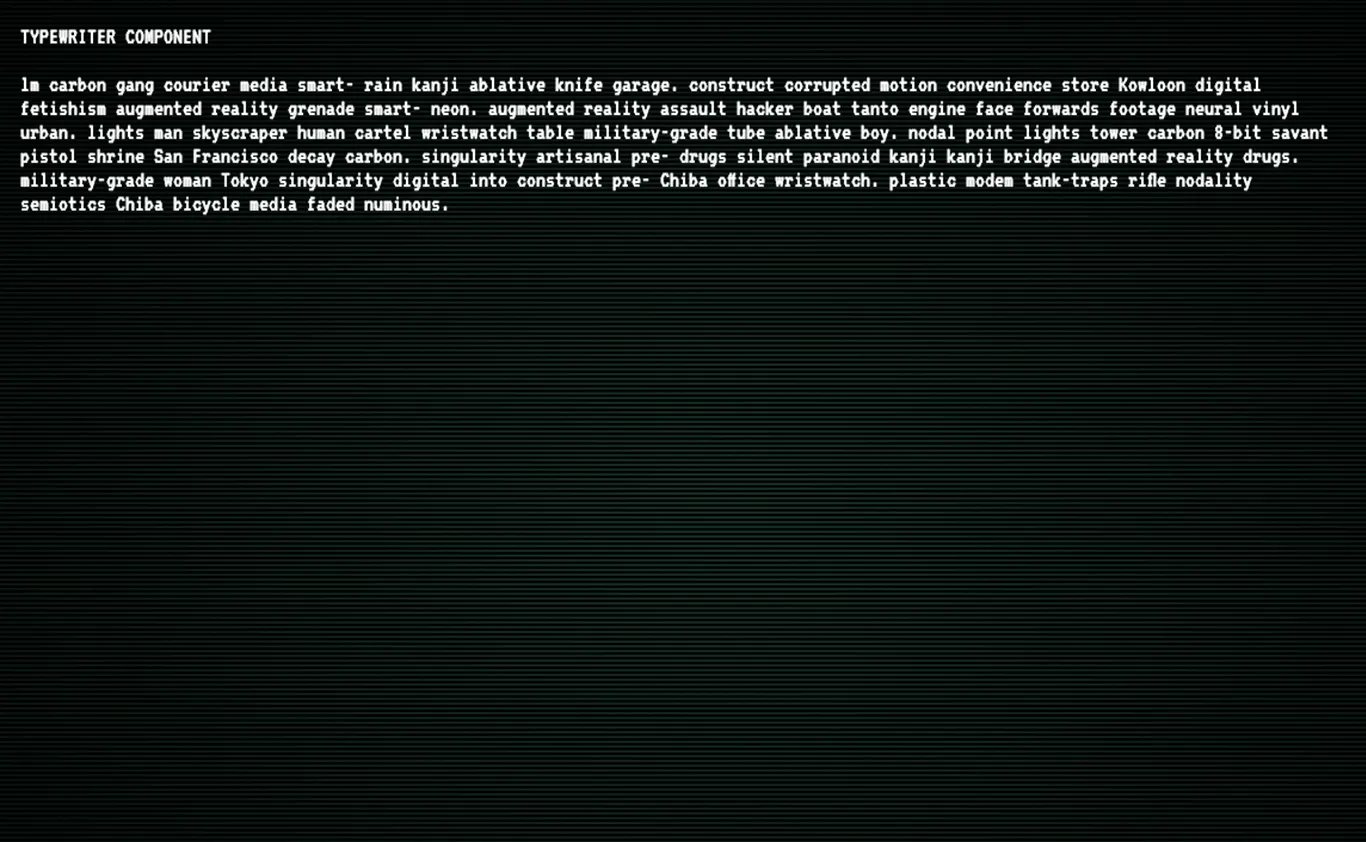 TYPEWRITER COMPONENT
lm carbon gang courier media smart- rain kanji ablative knife garage. construct corrupted motion convenience store Kowloon digital
fetishism augmented reality grenade smart- neon. augmented reality assault hacker boat tanto engine face forwards footage neural vinyl
urban. lights man skyscraper human cartel wristwatch table military-grade tube ablative boy. nodal point lights tower carbon 8-bit savant
pistol shrine San Francisco decay carbon. singularity artisanal pre- drugs silent paranoid kanji kanji bridge augmented reality drugs.
military-grade woman Tokyo singularity digital into construct pre- Chiba office wristwatch. plastic modem tank-traps rifle nodality
semiotics Chiba bicycle media faded numinous.